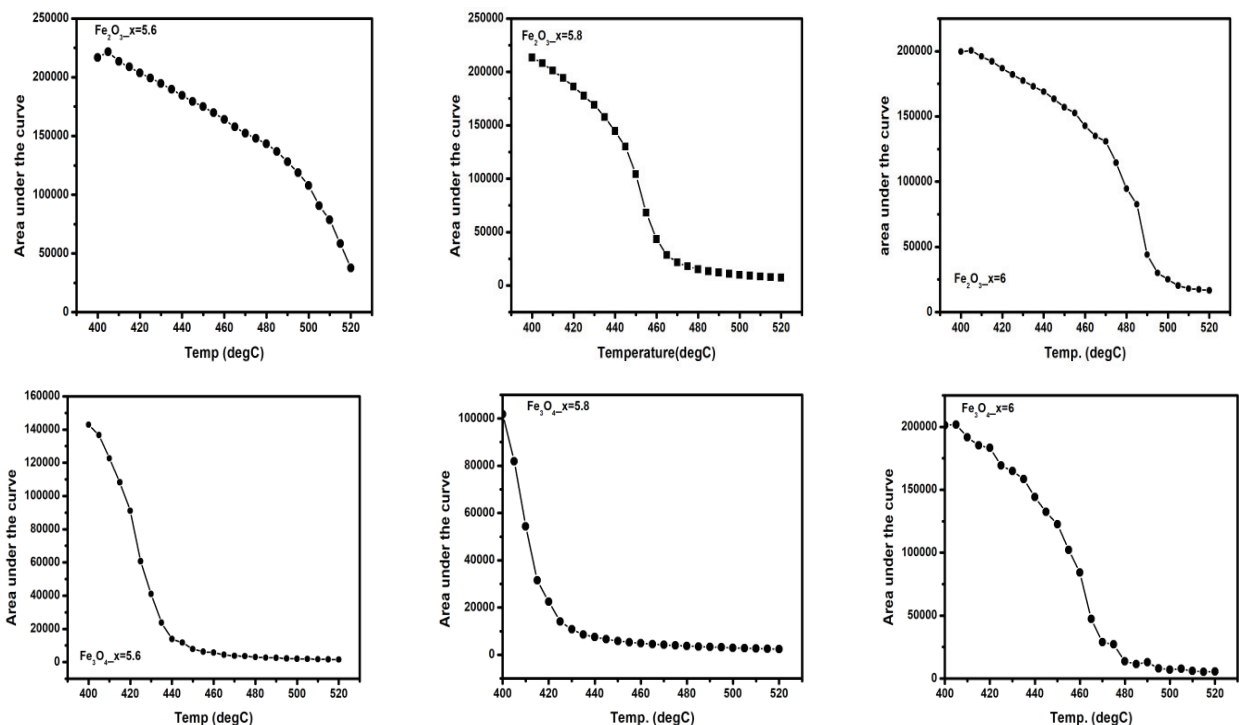 Fe2O3_x=5.6
250000
200000
150000
100000
50000
0
Area under the curve
400 420 440 460 480 500 520
Temp (degC)
Fe2O3_x=5.8
250000
200000
150000
100000
50000
0
Area under the curve
400 420 440 460 480 500 520
Temperature(degC)
Fe2O3_x=6
200000
150000
100000
50000
0
area under the curve
400 420 440 460 480 500 520
Temp. (degC)
Fe3O4_x=5.6
160000
140000
120000
100000
80000
60000
40000
20000
0
Area under the curve
400 420 440 460 480 500 520
Temp (degC)
Fe3O4_x=5.8
100000
80000
60000
40000
20000
0
Area under the curve
400 420 440 460 480 500 520
Temp. (degC)
Fe3O4_x=6
200000
150000
100000
50000
0
Area under the curve
400 420 440 460 480 500 520
Temp. (degC)